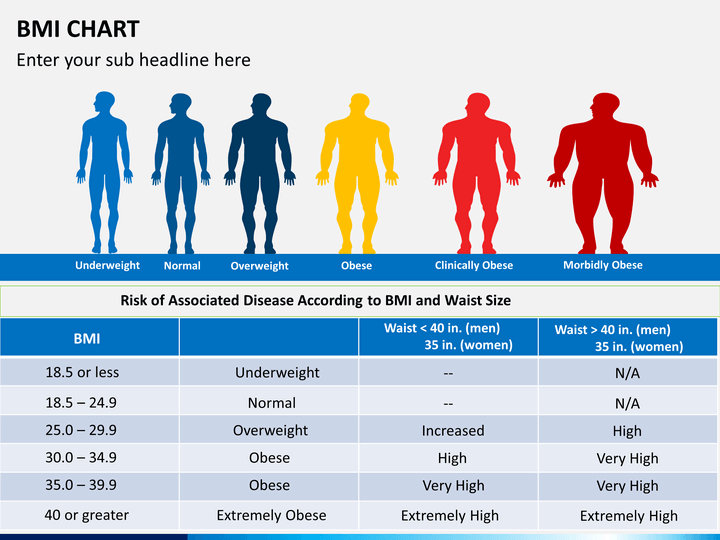 BMI CHART
Enter your sub headline here
Underweight Normal Overweight Obese Clinically Obese Morbidly Obese
Risk of Associated Disease According to BMI and Waist Size
BMI Waist < 40 in. (men) Waist > 40 in. (men)
35 in. (women) 35 in. (women)
18.5 or less Underweight -- N/A
18.5 – 24.9 Normal -- N/A
25.0 – 29.9 Overweight Increased High
30.0 – 34.9 Obese High Very High
35.0 – 39.9 Obese Very High Very High
40 or greater Extremely Obese Extremely High Extremely High